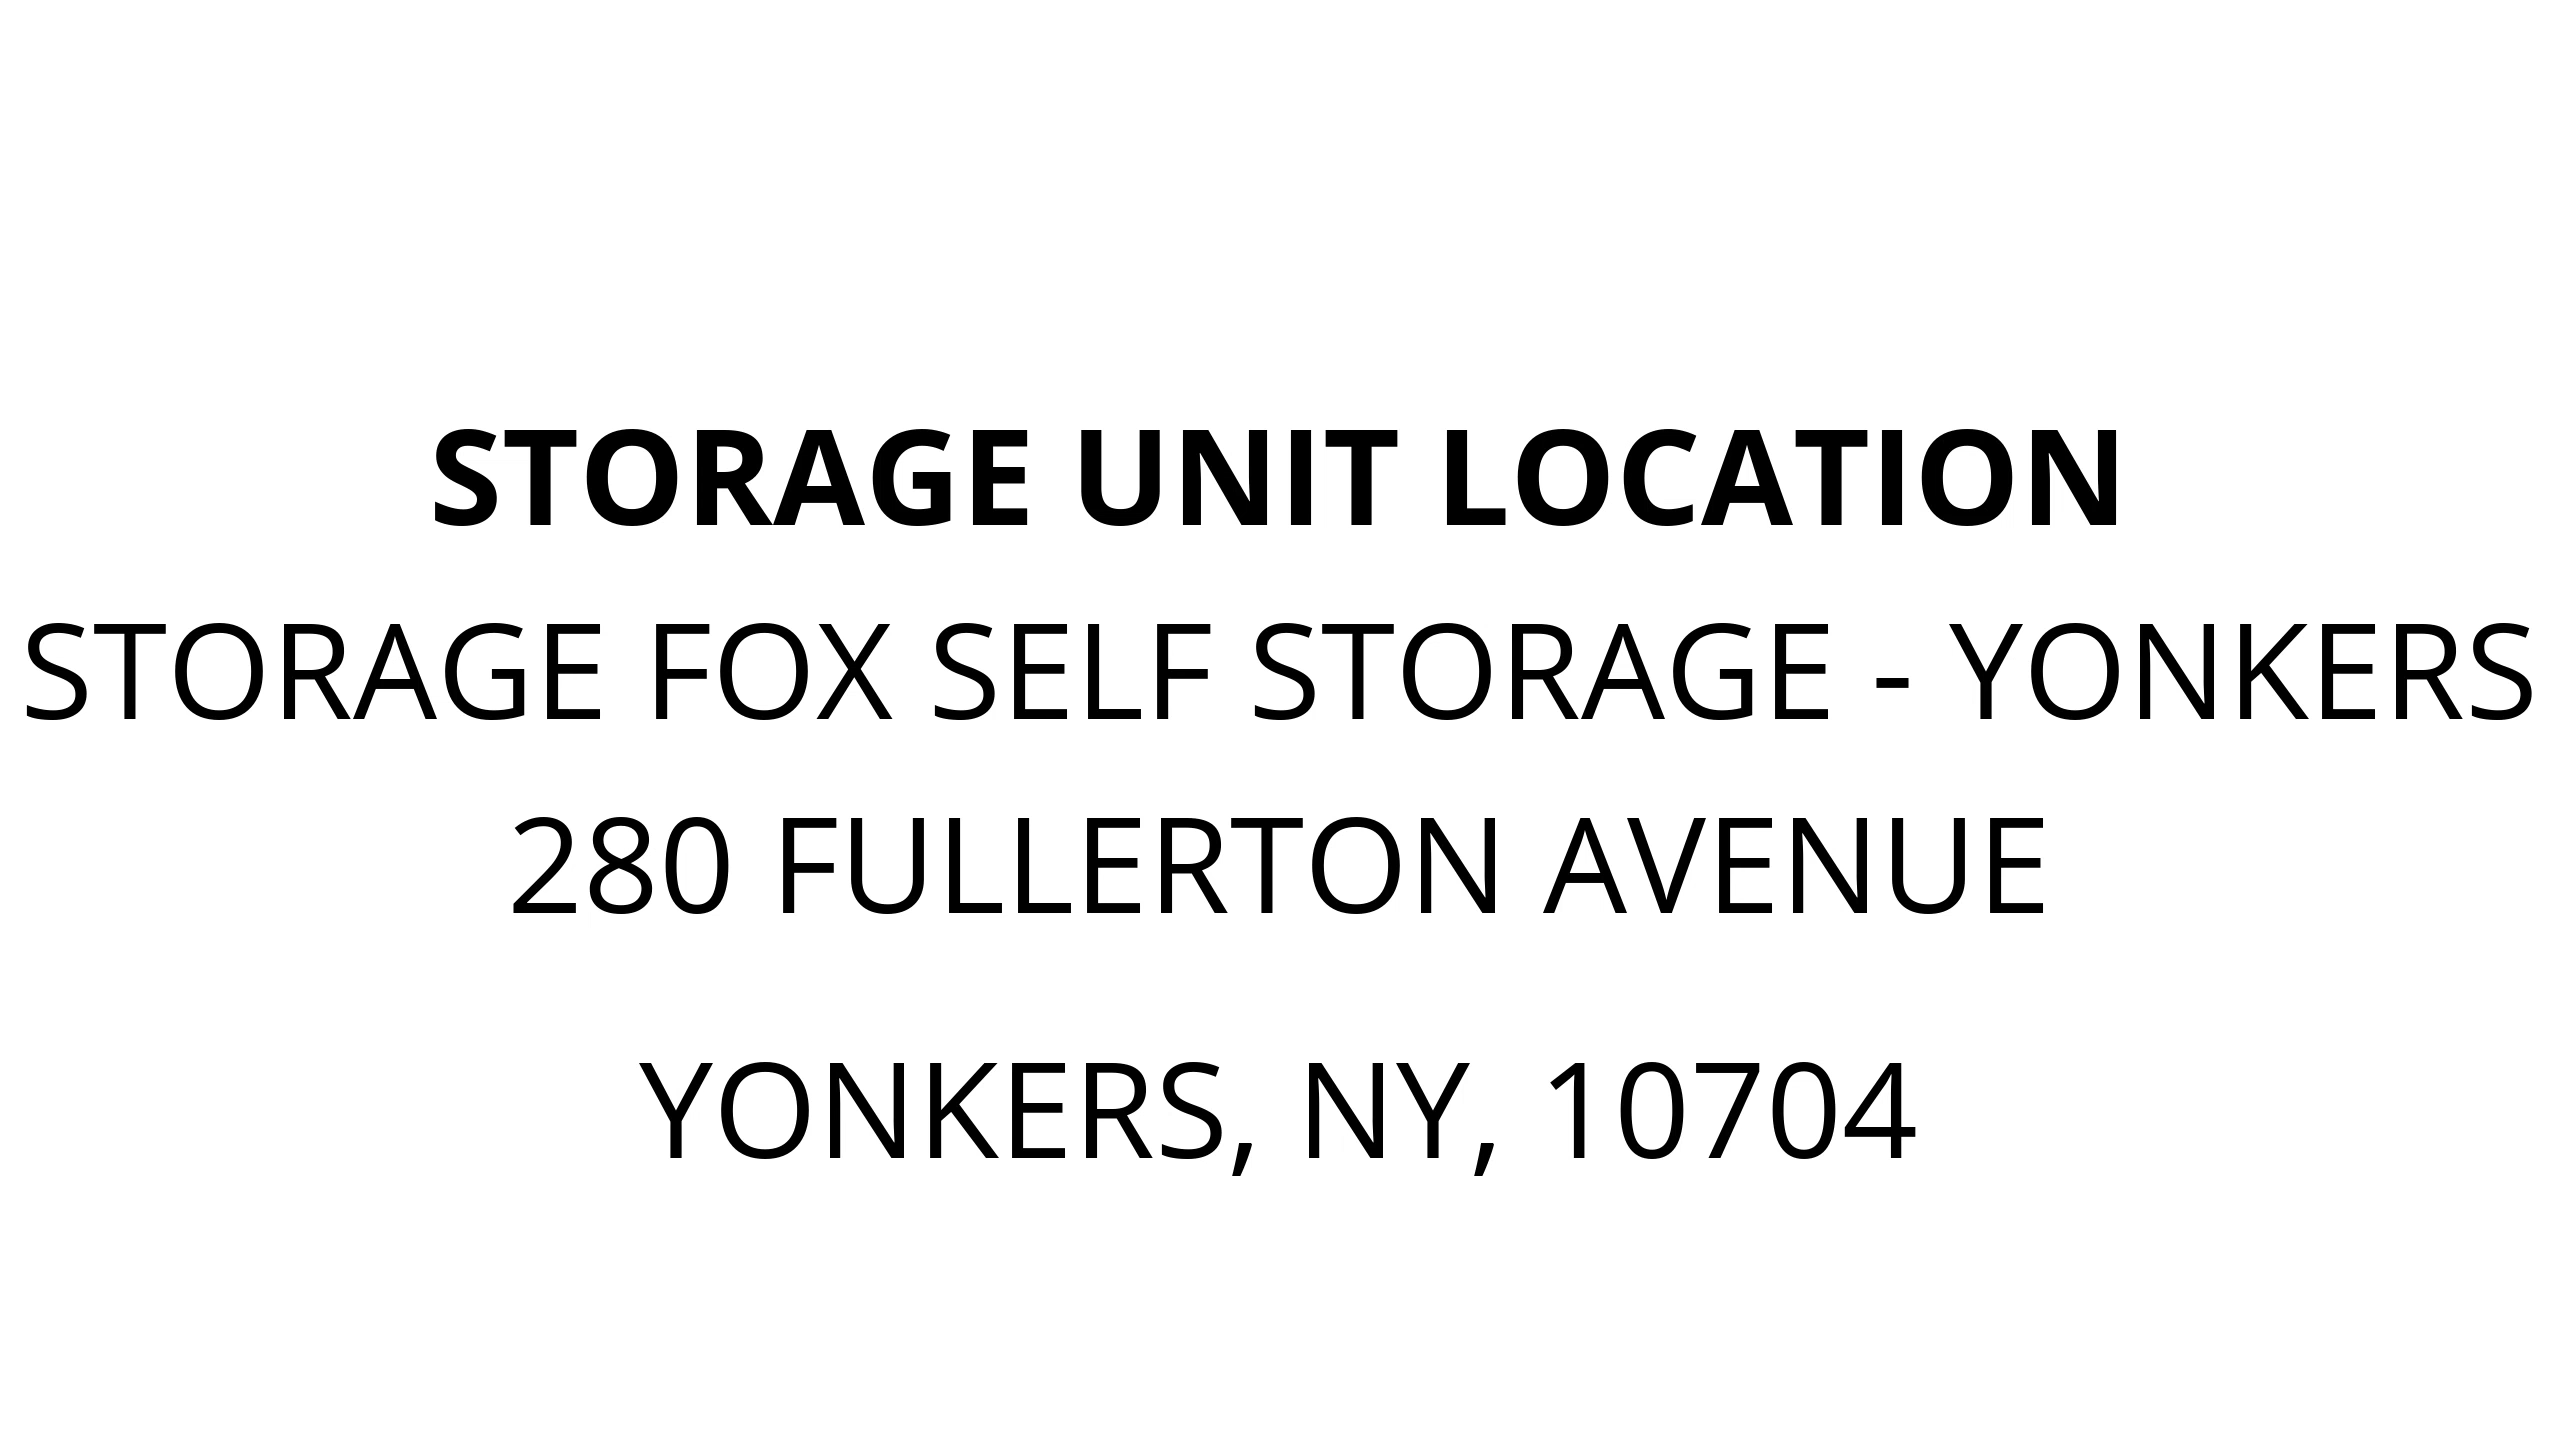 STORAGE UNIT LOCATION
STORAGE FOX SELF STORAGE - YONKERS
280 FULLERTON AVENUE
YONKERS, NY, 10704